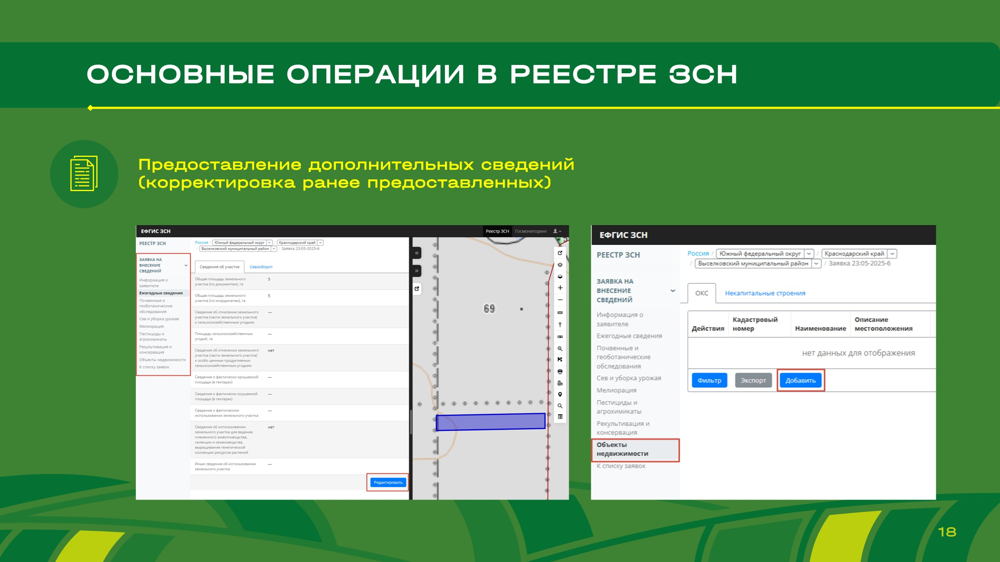 ОСНОВНЫЕ ОПЕРАЦИИ В РЕЕСТРЕ ЗСН
Предоставление дополнительных сведений
(корректировка ранее предоставленных)
ЕФГИС ЗСН
Реестр ЗСН
Госмониторинг
РЕЕСТР ЗСН
ЗАЯВКА НА
ВНЕСЕНИЕ
СВЕДЕНИЙ
Информация о
заявителе
Ежегодные сведения
Почвенные и
геоботанические
обследования
Сев и уборка урожая
Мелиорация
Пестициды и
агрохимикаты
Рекультивация и
консервация
Объекты недвижимости
К списку заявок
Россия / Южный федеральный округ / Краснодарский край
/ Выселковский муниципальный район / Заявка 23:05-2025-6
Сведения об участке
Севооборот
Общая площадь земельного
участка (по документам), га
5
Общая площадь земельного
участка (по координатам), га
5
Сведения об отнесении земельного
участка (части земельного участка)
к сельскохозяйственным угодьям
—
Площадь сельскохозяйственных
угодий, га
—
Сведения об отнесении земельного
участка (части земельного участка)
к особо ценным продуктивным
сельскохозяйственным угодьям
нет
Сведения о фактически орошаемой
площади (в гектарах)
—
Сведения о фактически осушаемой
площади (в гектарах)
—
Сведения о фактическом
использовании земельного участка
—
Сведения об использовании
земельного участка для ведения
племенного животноводства,
селекции и семеноводства,
выращивания генетической
коллекции ресурсов растений
нет
Иные сведения об использовании
земельного участка
—
Редактировать
69
ЕФГИС ЗСН
РЕЕСТР ЗСН
ЗАЯВКА НА
ВНЕСЕНИЕ
СВЕДЕНИЙ
Информация о
заявителе
Ежегодные сведения
Почвенные и
геоботанические
обследования
Сев и уборка урожая
Мелиорация
Пестициды и
агрохимикаты
Рекультивация и
консервация
Объекты
недвижимости
К списку заявок
Россия / Южный федеральный округ / Краснодарский край
/ Выселковский муниципальный район / Заявка 23:05-2025-6
ОКС
Некапитальные строения
Действия
Кадастровый
номер
Наименование
Описание
местоположения
нет данных для отображения
Фильтр
Экспорт
Добавить
18